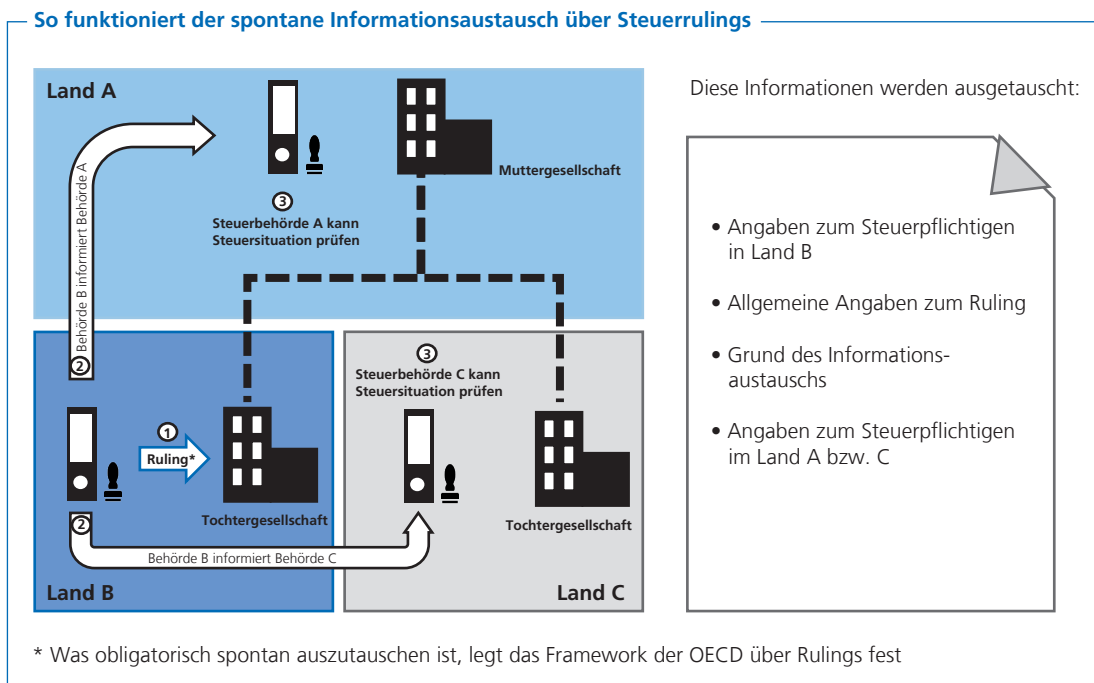 So funktioniert der spontane Informationsaustausch über Steuerrulings
Land A
Behörde B informiert Behörde A
2
3
Steuerbehörde A kann
Steuersituation prüfen
Muttergesellschaft
1
Ruling*
Tochtergesellschaft
2
Behörde B informiert Behörde C
Land B
3
Steuerbehörde C kann
Steuersituation prüfen
Tochtergesellschaft
Land C
Diese Informationen werden ausgetauscht:
• Angaben zum Steuerpflichtigen
in Land B
• Allgemeine Angaben zum Ruling
• Grund des Informations-
austauschs
• Angaben zum Steuerpflichtigen
im Land A bzw. C
* Was obligatorisch spontan auszutauschen ist, legt das Framework der OECD über Rulings fest